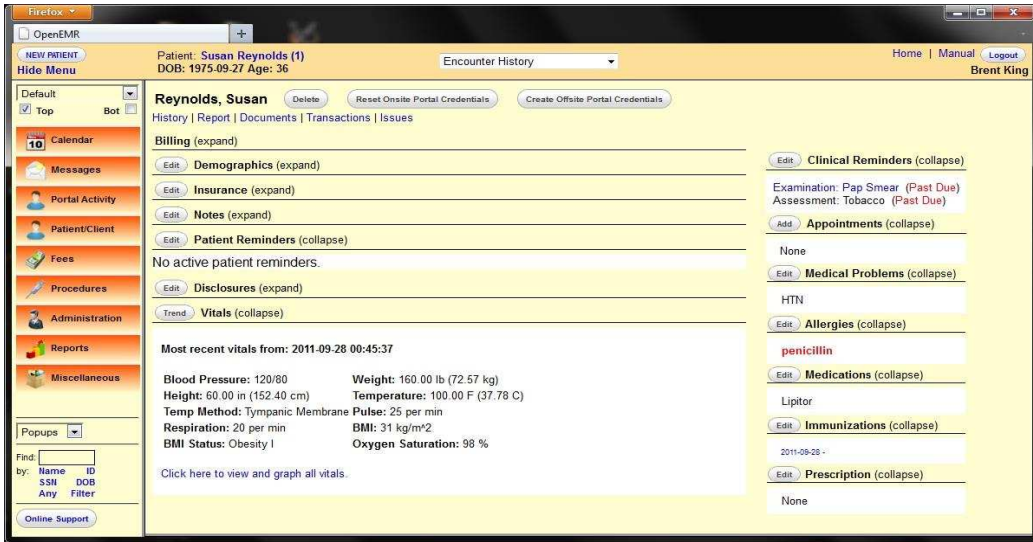 Firefox
OpenEMR
+
NEW PATIENT
Hide Menu
Patient: Susan Reynolds (1)
DOB: 1975-09-27 Age: 36
Encounter History
Home | Manual Logout
Brent King
Default
Top Bot
10 Calendar
Messages
Portal Activity
Patient/Client
Fees
Procedures
Administration
Reports
Miscellaneous
Popups
Find:
by: Name ID
SSN DOB
Any Filter
Online Support
Reynolds, Susan Delete Reset Onsite Portal Credentials Create Offsite Portal Credentials
History | Report | Documents | Transactions | Issues
Billing (expand)
Edit Demographics (expand)
Edit Insurance (expand)
Edit Notes (expand)
Edit Patient Reminders (collapse)
No active patient reminders.
Edit Disclosures (expand)
Trend Vitals (collapse)
Most recent vitals from: 2011-09-28 00:45:37
Blood Pressure: 120/80 Weight: 160.00 lb (72.57 kg)
Height: 60.00 in (152.40 cm) Temperature: 100.00 F (37.78 C)
Temp Method: Tympanic Membrane Pulse: 25 per min
Respiration: 20 per min BMI: 31 kg/m^2
BMI Status: Obesity I Oxygen Saturation: 98 %
Click here to view and graph all vitals.
Edit Clinical Reminders (collapse)
Examination: Pap Smear (Past Due)
Assessment: Tobacco (Past Due)
Add Appointments (collapse)
None
Edit Medical Problems (collapse)
HTN
Edit Allergies (collapse)
penicillin
Edit Medications (collapse)
Lipitor
Edit Immunizations (collapse)
2011-09-28 -
Edit Prescription (collapse)
None